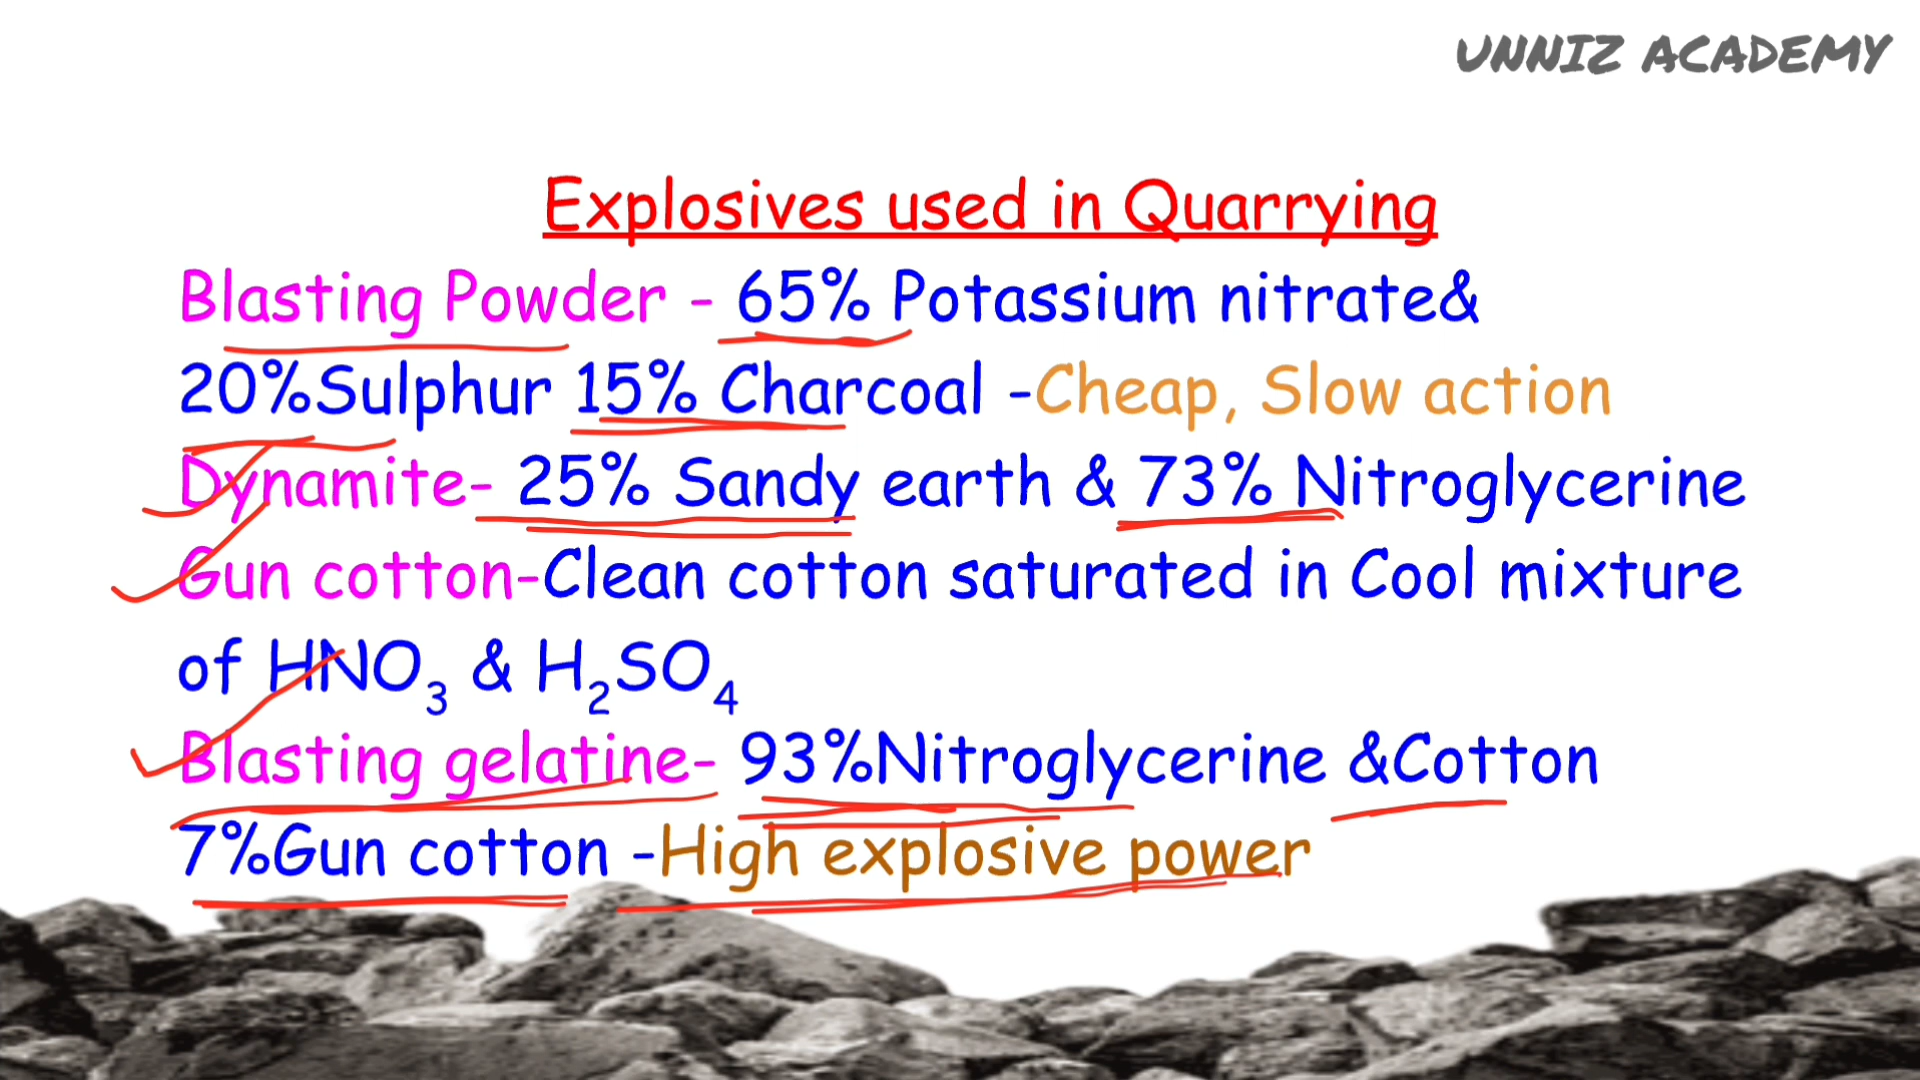 UNNIZ ACADEMY
Explosives used in Quarrying
Blasting Powder - 65% Potassium nitrate&
20%Sulphur 15% Charcoal -Cheap, Slow action
Dynamite- 25% Sandy earth & 73% Nitroglycerine
Gun cotton-Clean cotton saturated in Cool mixture
of HNO₃ & H₂SO₄
Blasting gelatine- 93%Nitroglycerine &Cotton
7%Gun cotton -High explosive power